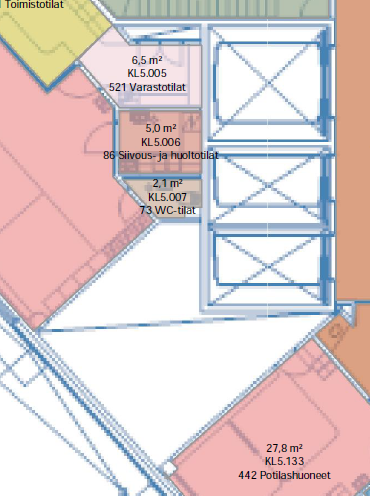 Toimistotilat
6,5 m²
KL5.005
521 Varastotilat
5,0 m²
KL5.006
86 Siivous- ja huoltotilat
2,1 m²
KL5.007
73 WC-tilat
27,8 m²
KL5.133
442 Potilashuoneet